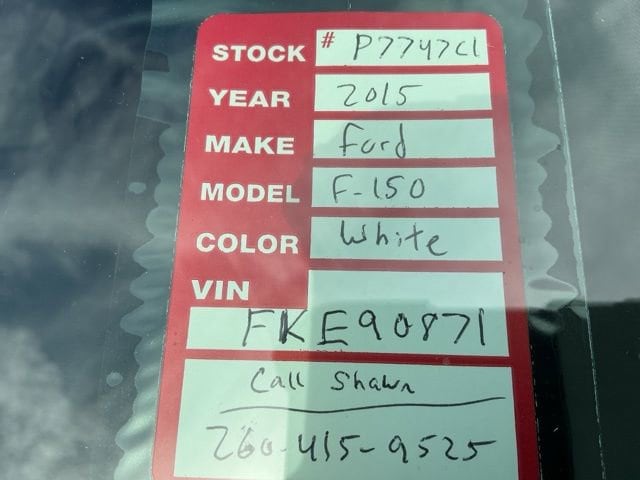 STOCK # P7747C1
YEAR 2015
MAKE Ford
MODEL F-150
COLOR White
VIN
FKE90871
Call Shawn
260-415-9525